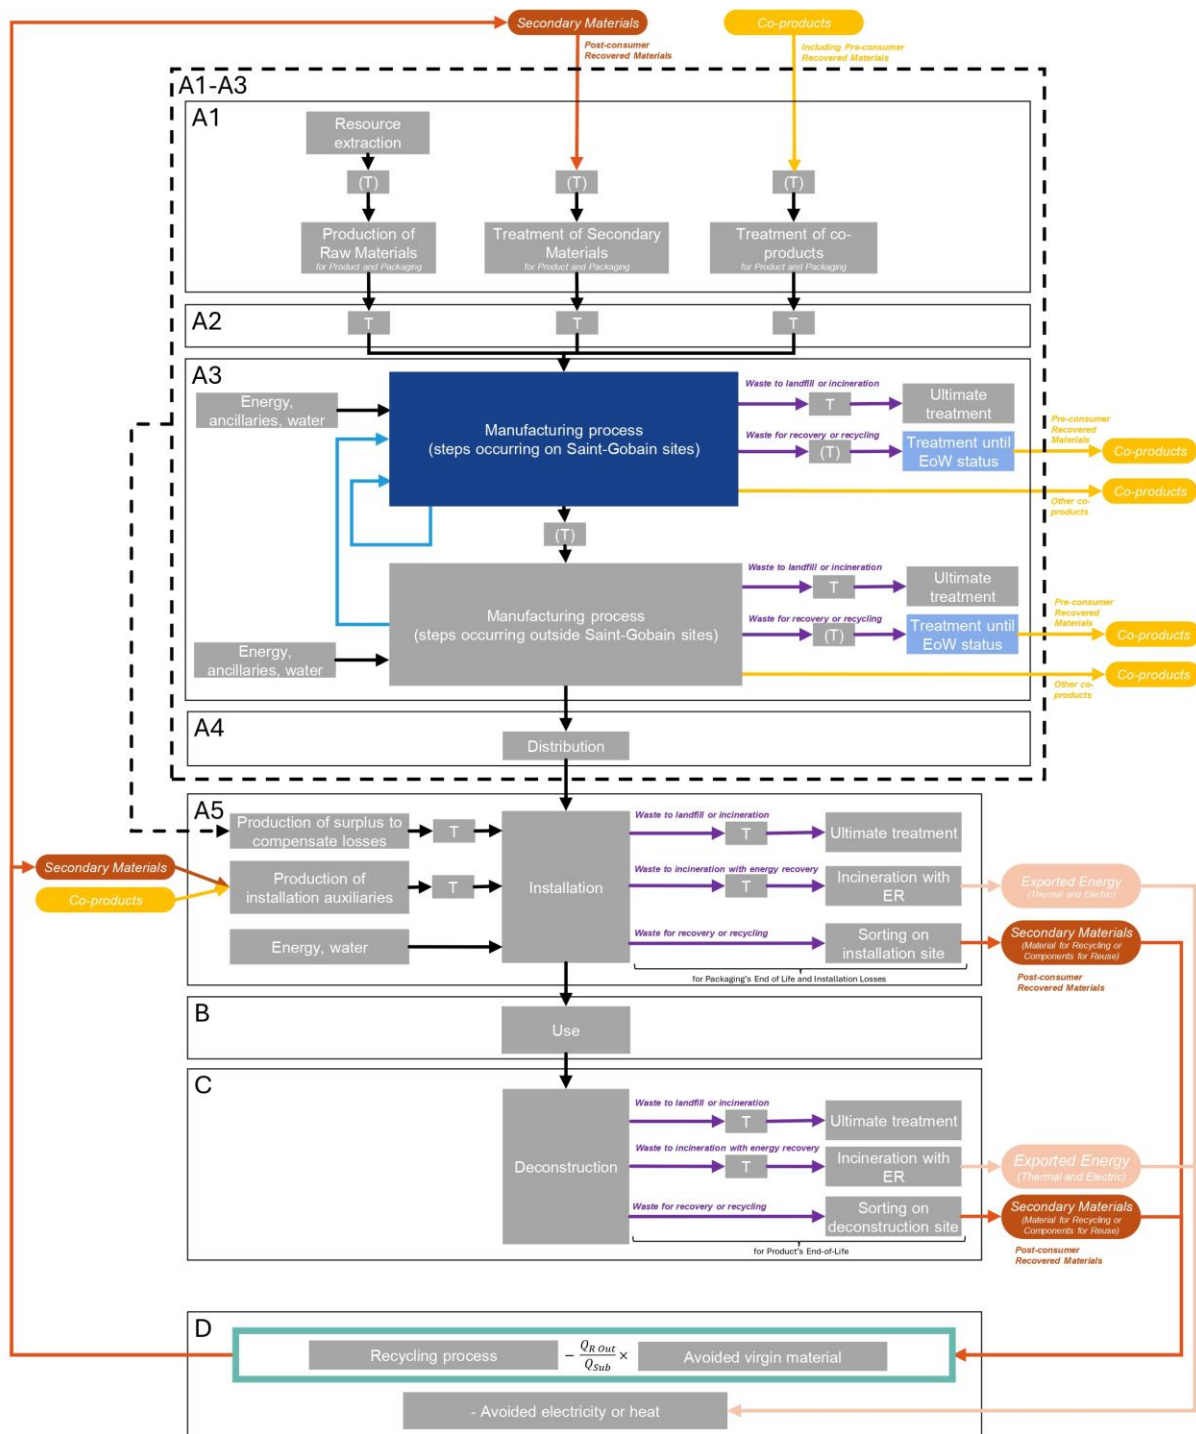 Secondary Materials
Co-products
Post-consumer
Recovered Materials
Including Pre-consumer
Recovered Materials
A1-A3
A1
Resource
extraction
(T)
(T)
(T)
Production of
Raw Materials
for Product and Packaging
Treatment of Secondary
Materials
for Product and Packaging
Treatment of co-
products
for Product and Packaging
A2
T
T
T
A3
Energy,
ancillaries, water
Manufacturing process
(steps occurring on Saint-Gobain sites)
Waste to landfill or incineration
T
Ultimate
treatment
Waste for recovery or recycling
(T)
Treatment until
EoW status
Pre-consumer
Recovered
Materials
Co-products
Other co-
products
Co-products
(T)
Manufacturing process
(steps occurring outside Saint-Gobain sites)
Energy,
ancillaries, water
Waste to landfill or incineration
T
Ultimate
treatment
Waste for recovery or recycling
(T)
Treatment until
EoW status
Pre-consumer
Recovered
Materials
Co-products
Other co-
products
Co-products
A4
Distribution
A5
Production of surplus to
compensate losses
T
Secondary Materials
Co-products
Production of
installation auxiliaries
T
Energy, water
Installation
Waste to landfill or incineration
T
Ultimate treatment
Waste to incineration with energy recovery
T
Incineration with
ER
Exported Energy
(Thermal and Electric)
Waste for recovery or recycling
Sorting on
installation site
Secondary Materials
(Material for Recycling or
Components for Reuse)
Post-consumer
Recovered Materials
for Packaging's End of Life and Installation Losses
B
Use
C
Deconstruction
Waste to landfill or incineration
T
Ultimate treatment
Waste to incineration with energy recovery
T
Incineration with
ER
Exported Energy
(Thermal and Electric)
Waste for recovery or recycling
Sorting on
deconstruction site
Secondary Materials
(Material for Recycling or
Components for Reuse)
Post-consumer
Recovered Materials
for Product's End-of-Life
D
Recycling process
− Q_{R Out}/Q_{Sub} ×
Avoided virgin material
- Avoided electricity or heat